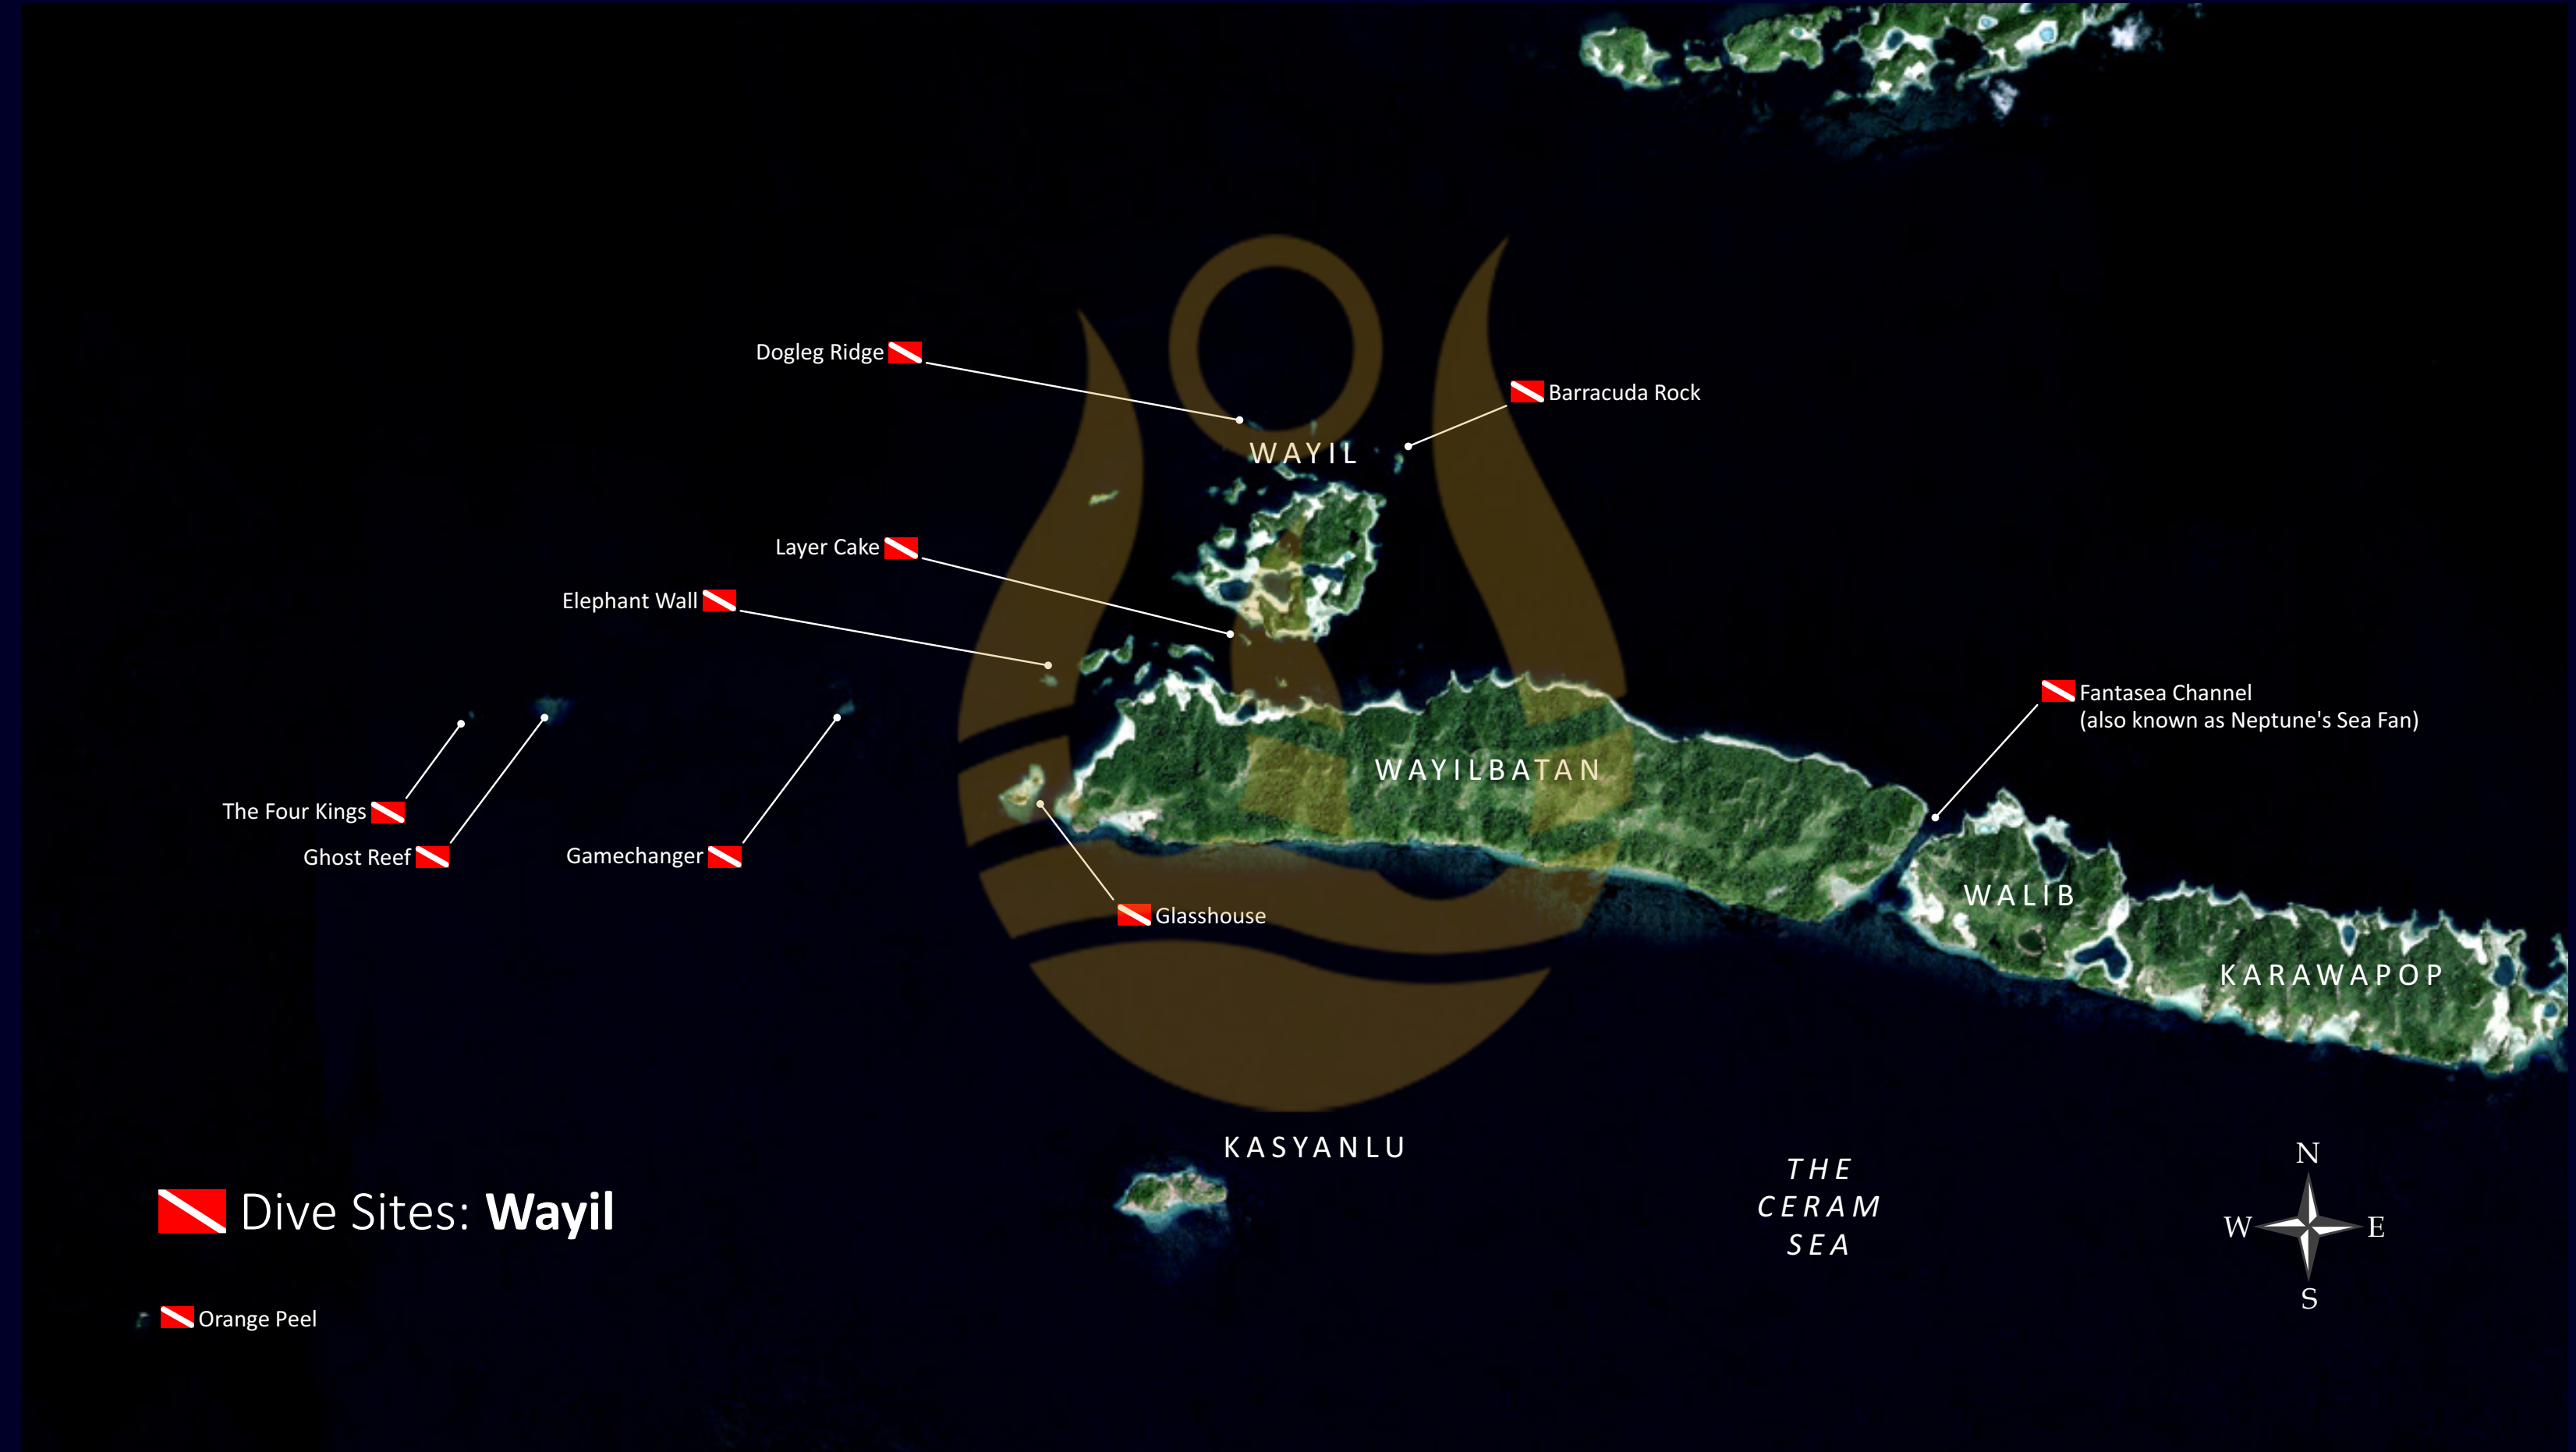 Dogleg Ridge
Barracuda Rock
WAYIL
Layer Cake
Elephant Wall
Fantasea Channel
(also known as Neptune's Sea Fan)
WAYILBATAN
The Four Kings
Ghost Reef
Gamechanger
WALIB
Glasshouse
KARAWAPOP
KASYANLU
THE
CERAM
SEA
N
W E
S
Dive Sites: Wayil
Orange Peel